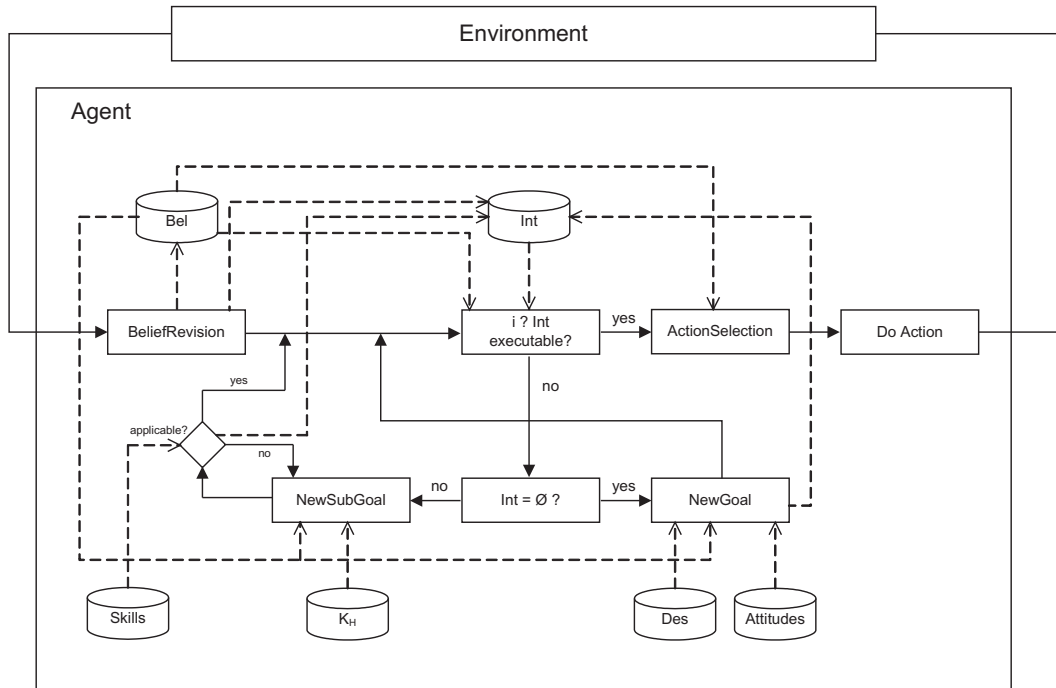 Environment
Agent
Bel
Int
BeliefRevision
i ? Int
executable?
yes
ActionSelection
Do Action
no
yes
applicable?
no
NewSubGoal
no
Int = Ø ?
yes
NewGoal
Skills
K_H
Des
Attitudes